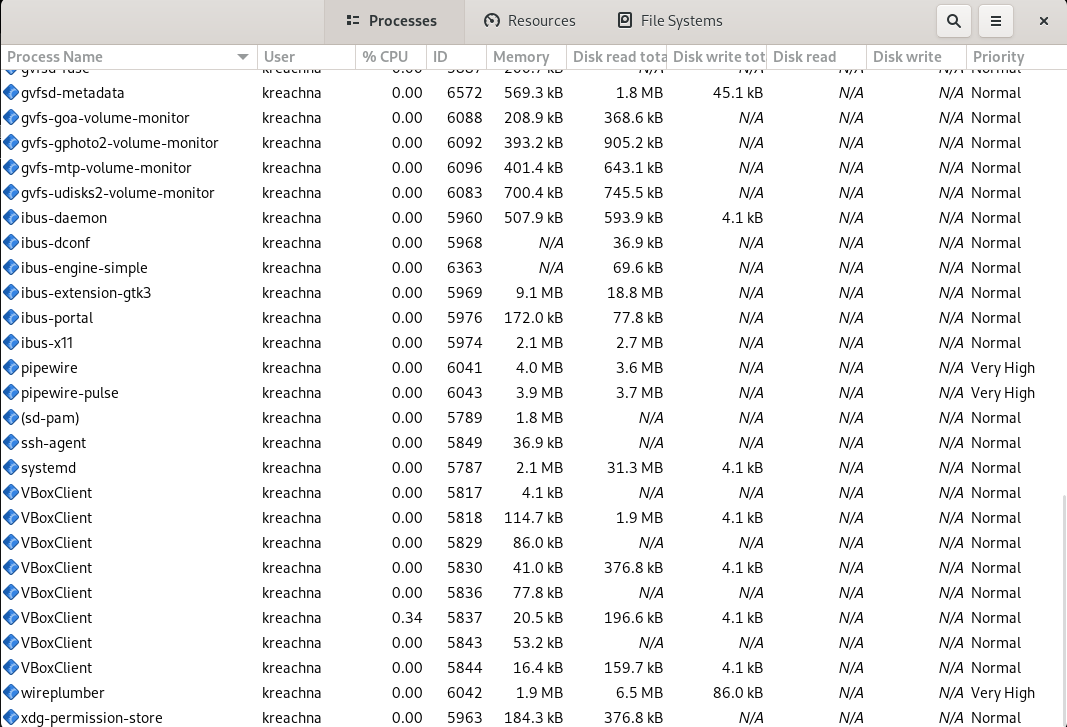 Processes Resources File Systems
Process Name User % CPU ID Memory Disk read tota Disk write tot Disk read Disk write Priority
gvfsd-fuse kreachna 0.00 N/A N/A N/A N/A Normal
gvfsd-metadata kreachna 0.00 6572 569.3 kB 1.8 MB 45.1 kB N/A N/A Normal
gvfs-goa-volume-monitor kreachna 0.00 6088 208.9 kB 368.6 kB N/A N/A N/A Normal
gvfs-gphoto2-volume-monitor kreachna 0.00 6092 393.2 kB 905.2 kB N/A N/A N/A Normal
gvfs-mtp-volume-monitor kreachna 0.00 6096 401.4 kB 643.1 kB N/A N/A N/A Normal
gvfs-udisks2-volume-monitor kreachna 0.00 6083 700.4 kB 745.5 kB N/A N/A N/A Normal
ibus-daemon kreachna 0.00 5960 507.9 kB 593.9 kB 4.1 kB N/A N/A Normal
ibus-dconf kreachna 0.00 5968 N/A 36.9 kB N/A N/A N/A Normal
ibus-engine-simple kreachna 0.00 6363 N/A 69.6 kB N/A N/A N/A Normal
ibus-extension-gtk3 kreachna 0.00 5969 9.1 MB 18.8 MB N/A N/A N/A Normal
ibus-portal kreachna 0.00 5976 172.0 kB 77.8 kB N/A N/A N/A Normal
ibus-x11 kreachna 0.00 5974 2.1 MB 2.7 MB N/A N/A N/A Normal
pipewire kreachna 0.00 6041 4.0 MB 3.6 MB N/A N/A N/A Very High
pipewire-pulse kreachna 0.00 6043 3.9 MB 3.7 MB N/A N/A N/A Very High
(sd-pam) kreachna 0.00 5789 1.8 MB N/A N/A N/A N/A Normal
ssh-agent kreachna 0.00 5849 36.9 kB N/A N/A N/A N/A Normal
systemd kreachna 0.00 5787 2.1 MB 31.3 MB 4.1 kB N/A N/A Normal
VBoxClient kreachna 0.00 5817 4.1 kB N/A N/A N/A N/A Normal
VBoxClient kreachna 0.00 5818 114.7 kB 1.9 MB 4.1 kB N/A N/A Normal
VBoxClient kreachna 0.00 5829 86.0 kB N/A N/A N/A N/A Normal
VBoxClient kreachna 0.00 5830 41.0 kB 376.8 kB 4.1 kB N/A N/A Normal
VBoxClient kreachna 0.00 5836 77.8 kB N/A N/A N/A N/A Normal
VBoxClient kreachna 0.34 5837 20.5 kB 196.6 kB 4.1 kB N/A N/A Normal
VBoxClient kreachna 0.00 5843 53.2 kB N/A N/A N/A N/A Normal
VBoxClient kreachna 0.00 5844 16.4 kB 159.7 kB 4.1 kB N/A N/A Normal
wireplumber kreachna 0.00 6042 1.9 MB 6.5 MB 86.0 kB N/A N/A Very High
xdg-permission-store kreachna 0.00 5963 184.3 kB 376.8 kB N/A N/A N/A Normal